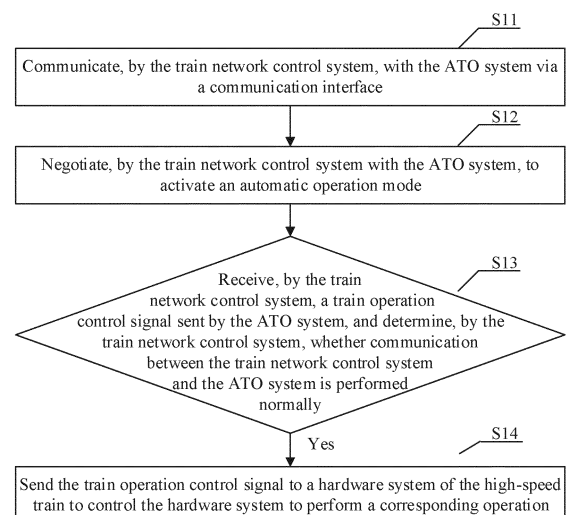 S11
Communicate, by the train network control system, with the ATO system via
a communication interface
S12
Negotiate, by the train network control system with the ATO system, to
activate an automatic operation mode
S13
Receive, by the train
network control system, a train operation
control signal sent by the ATO system, and determine, by the
train network control system, whether communication
between the train network control system
and the ATO system is performed
normally
Yes
S14
Send the train operation control signal to a hardware system of the high-speed
train to control the hardware system to perform a corresponding operation